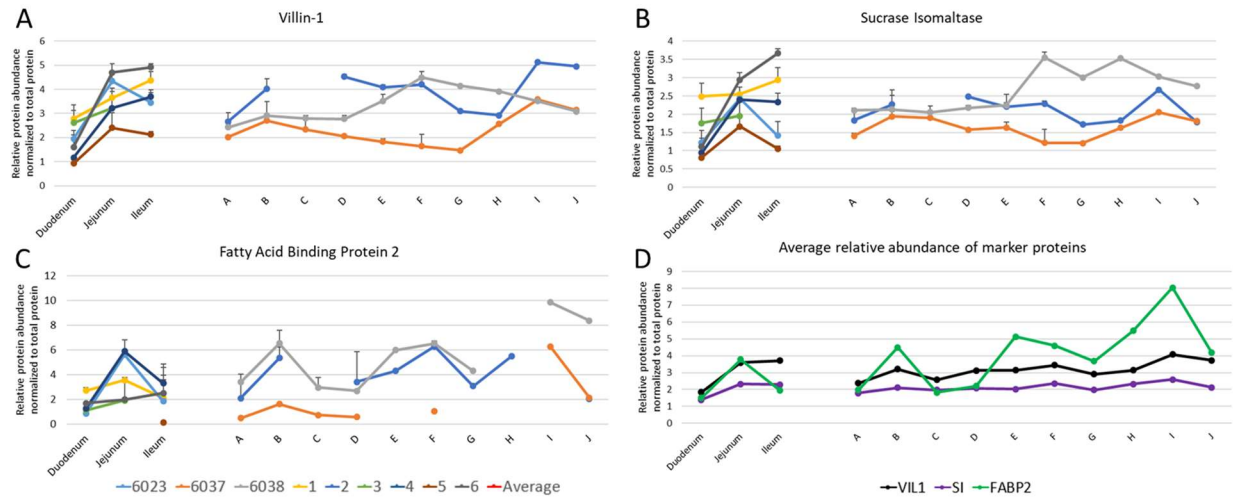 A
Villin-1
Relative protein abundance
normalized to total protein
6
5
4
3
2
1
0
Duodenum
Jejunum
Ileum
A
B
C
D
E
F
G
H
I
J
B
Sucrase Isomaltase
Relative protein abundance
normalized to total protein
4
3.5
3
2.5
2
1.5
1
0.5
0
Duodenum
Jejunum
Ileum
A
B
C
D
E
F
G
H
I
J
C
Fatty Acid Binding Protein 2
Relative protein abundance
normalized to total protein
12
10
8
6
4
2
0
Duodenum
Jejunum
Ileum
A
B
C
D
E
F
G
H
I
J
6023 6037 6038 1 2 3 4 5 6 Average
D
Average relative abundance of marker proteins
Relative protein abundance
normalized to total protein
9
8
7
6
5
4
3
2
1
0
Duodenum
Jejunum
Ileum
A
B
C
D
E
F
G
H
I
J
VIL1 SI FABP2